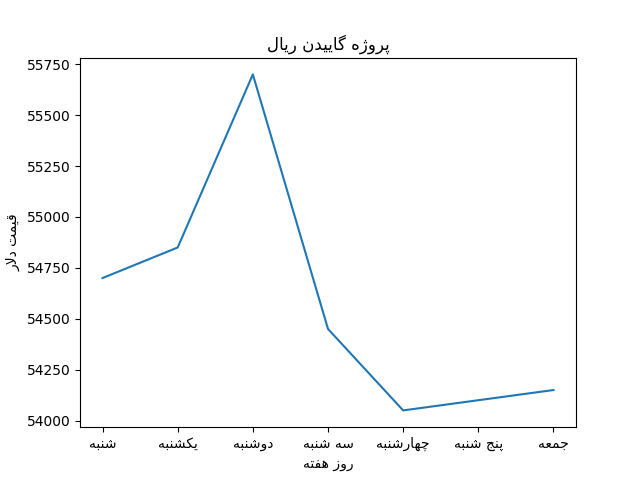 پروژه گاییدن ریال
55750
55500
55250
55000
54750
54500
54250
54000
قیمت دلار
شنبه
یکشنبه
دوشنبه
سه شنبه
چهارشنبه
پنج شنبه
جمعه
روز هفته